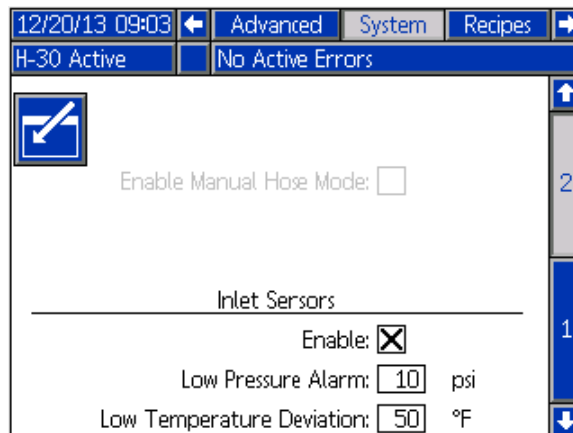 12/20/13 09:03 Advanced System Recipes
H-30 Active No Active Errors
2
Enable Manual Hose Mode:
Inlet Sersors
Enable:
1
Low Pressure Alarm: 10 psi
Low Temperature Deviation: 50 °F